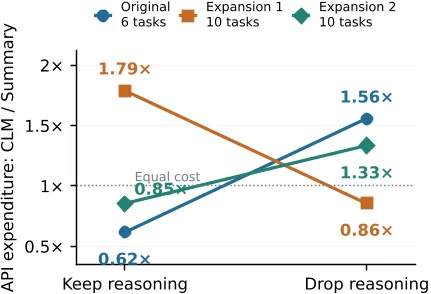 Original
6 tasks
Expansion 1
10 tasks
Expansion 2
10 tasks
API expenditure: CLM / Summary
2×
1.5×
1×
0.5×
1.79×
1.56×
Equal cost
0.85×
1.33×
0.86×
0.62×
Keep reasoning
Drop reasoning